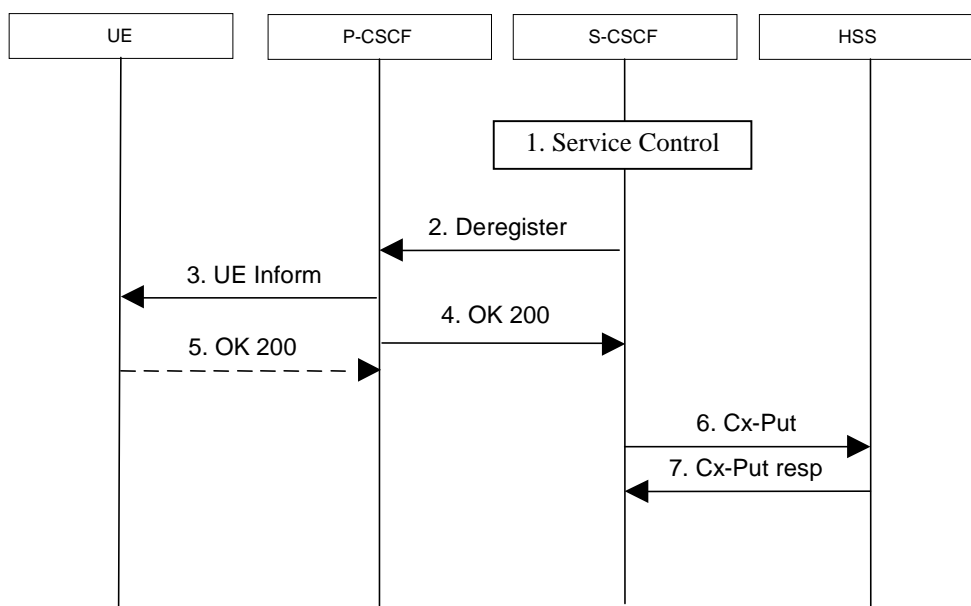 UE
P-CSCF
S-CSCF
HSS
1. Service Control
2. Deregister
3. UE Inform
4. OK 200
5. OK 200
6. Cx-Put
7. Cx-Put resp